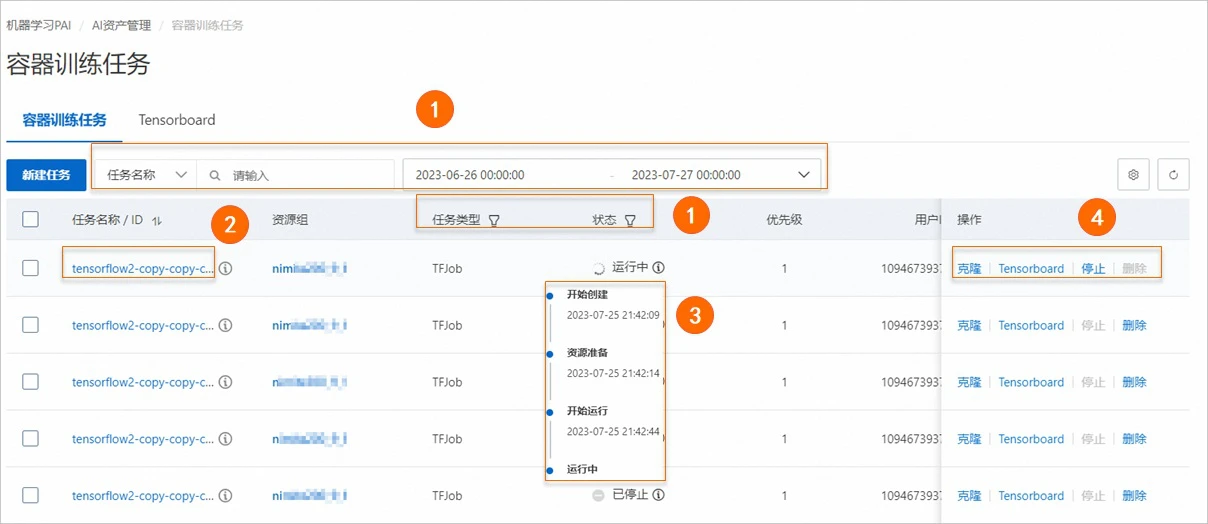 机器学习PAI / AI资产管理 / 容器训练任务
容器训练任务
容器训练任务 Tensorboard
1
新建任务 任务名称 请输入 2023-06-26 00:00:00 - 2023-07-27 00:00:00
任务名称 / ID 2 资源组 任务类型 状态 1 优先级 操作 4
tensorflow2-copy-copy-c... TFJob 运行中 1 克隆 Tensorboard 停止 删除
开始创建
2023-07-25 21:42:09
3
tensorflow2-copy-copy-c... TFJob 1 克隆 Tensorboard 停止 删除
资源准备
2023-07-25 21:42:14
tensorflow2-copy-copy-c... TFJob 1 克隆 Tensorboard 停止 删除
开始运行
2023-07-25 21:42:44
tensorflow2-copy-copy-c... TFJob 1 克隆 Tensorboard 停止 删除
运行中
tensorflow2-copy-copy-c... TFJob 已停止 1 克隆 Tensorboard 停止 删除